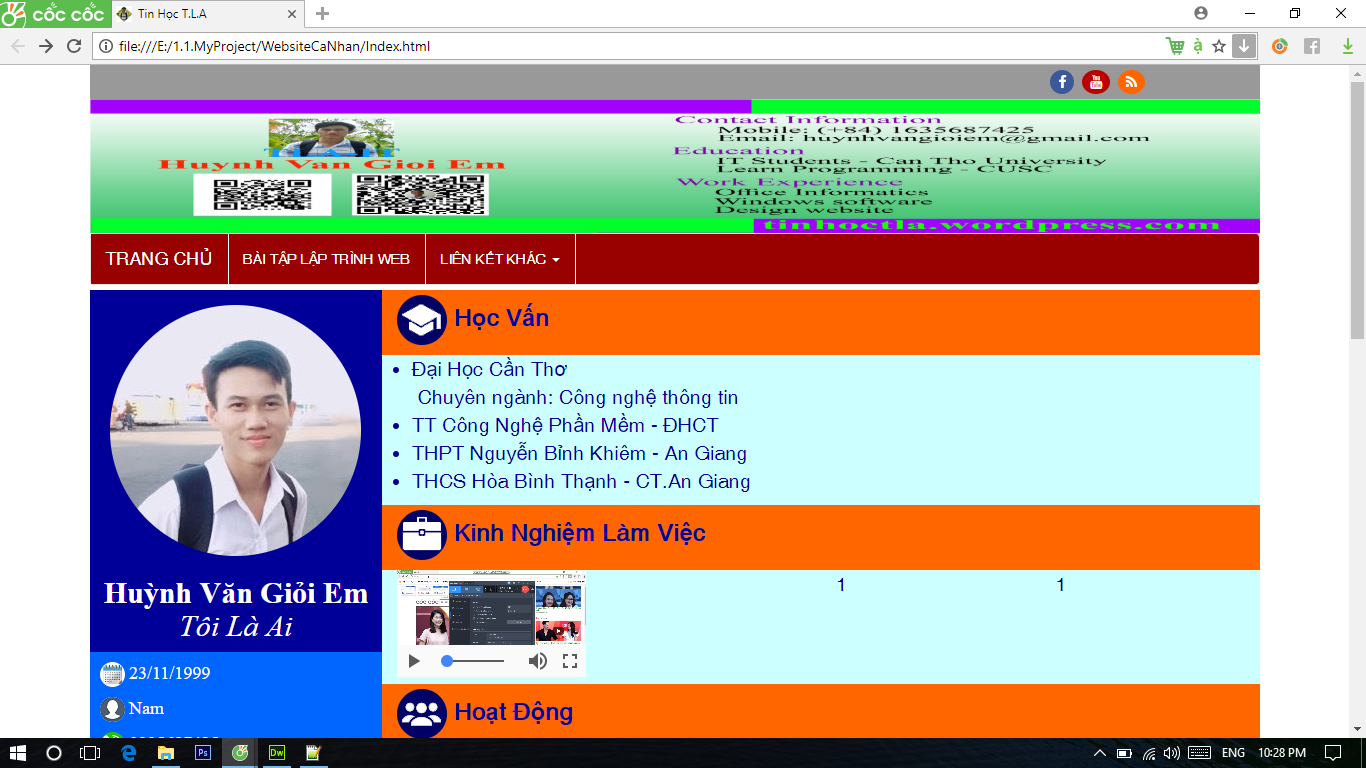 cốc cốc
Tin Học T.L.A
file:///E:/1.1.MyProject/WebsiteCaNhan/Index.html
Contact Information
Mobile: (+84) 1635687425
Email: huynhvangioiem@gmail.com
Huynh Van Gioi Em
Education
IT Students - Can Tho University
Learn Programming - CUSC
Work Experience
Office Informatics
Windows software
Design website
tinhoctla.wordpress.com
TRANG CHỦ
BÀI TẬP LẬP TRÌNH WEB
LIÊN KẾT KHÁC
Huỳnh Văn Giỏi Em
Tôi Là Ai
23/11/1999
Nam
Học Vấn
Đại Học Cần Thơ
Chuyên ngành: Công nghệ thông tin
TT Công Nghệ Phần Mềm - ĐHCT
THPT Nguyễn Bỉnh Khiêm - An Giang
THCS Hòa Bình Thạnh - CT.An Giang
Kinh Nghiệm Làm Việc
1 1
Hoạt Động
ENG 10:28 PM